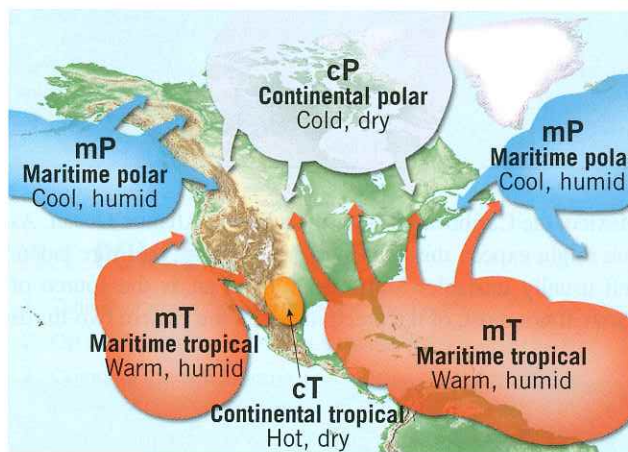 cP
Continental polar
Cold, dry
mP
Maritime polar
Cool, humid
mP
Maritime polar
Cool, humid
mT
Maritime tropical
Warm, humid
mT
Maritime tropical
Warm, humid
cT
Continental tropical
Hot, dry